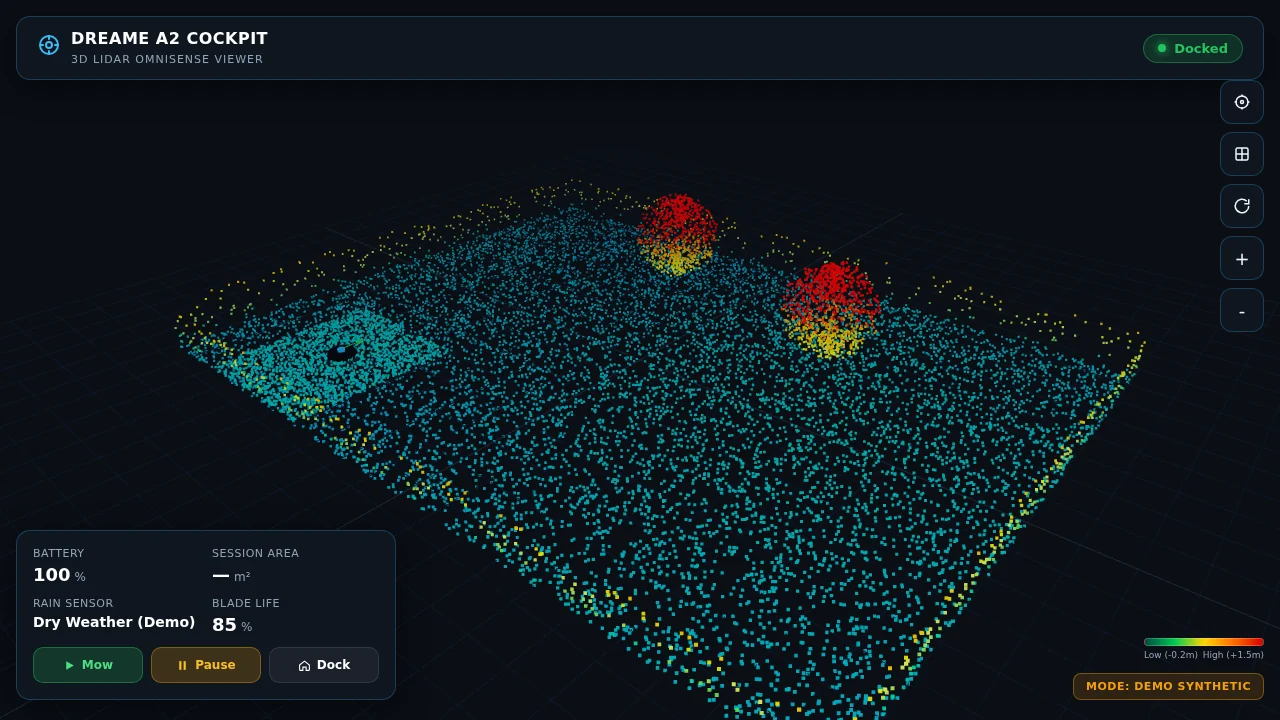 DREAME A2 COCKPIT
3D LIDAR OMNISENSE VIEWER
Docked
+
-
BATTERY
100 %
SESSION AREA
— m²
RAIN SENSOR
Dry Weather (Demo)
BLADE LIFE
85 %
Mow
Pause
Dock
Low (-0.2m) High (+1.5m)
MODE: DEMO SYNTHETIC